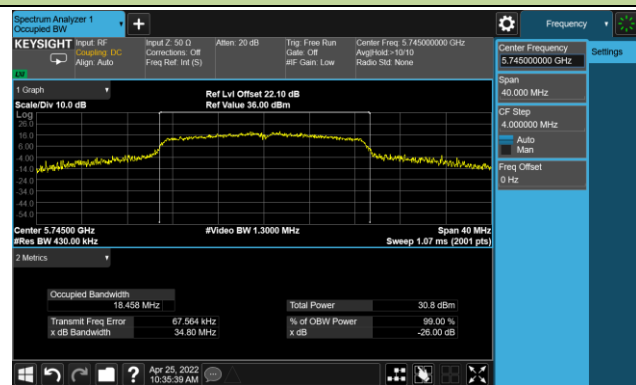 Spectrum Analyzer 1
Occupied BW
Frequency
KEYSIGHT
Input: RF
Coupling: DC
Align: Auto
Input Z: 50 Ω
Corrections: Off
Freq Ref: Int (S)
Atten: 20 dB
Trig: Free Run
Gate: Off
#IF Gain: Low
Center Freq: 5.745000000 GHz
Avg|Hold:>10/10
Radio Std: None
Center Frequency
5.745000000 GHz
Settings
Span
40.000 MHz
CF Step
4.000000 MHz
Auto
Man
Freq Offset
0 Hz
1 Graph
Scale/Div 10.0 dB
Ref Lvl Offset 22.10 dB
Ref Value 36.00 dBm
Log
26.0
16.0
6.00
-4.00
-14.0
-24.0
-34.0
-44.0
-54.0
Center 5.74500 GHz
#Res BW 430.00 kHz
#Video BW 1.3000 MHz
Span 40 MHz
Sweep 1.07 ms (2001 pts)
2 Metrics
Occupied Bandwidth
18.458 MHz
Transmit Freq Error 67.564 kHz
x dB Bandwidth 34.80 MHz
Total Power 30.8 dBm
% of OBW Power 99.00 %
x dB -26.00 dB
?
Apr 25, 2022
10:35:39 AM